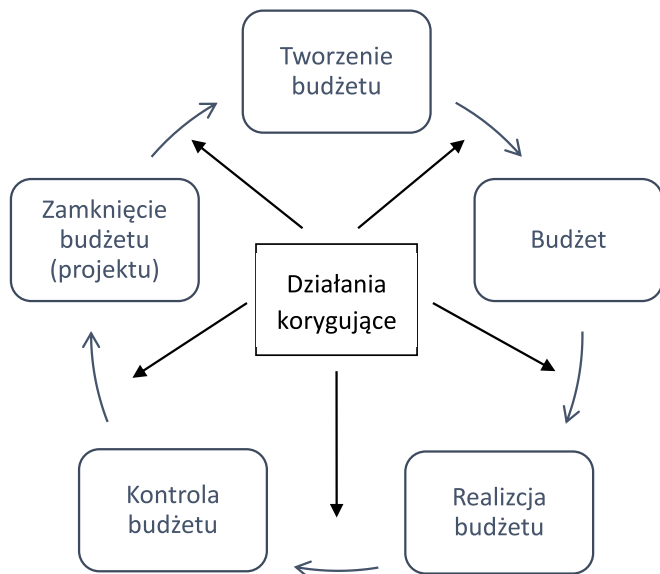 Tworzenie
budżetu
Zamknięcie
budżetu
(projektu)
Budżet
Działania
korygujące
Kontrola
budżetu
Realizcja
budżetu